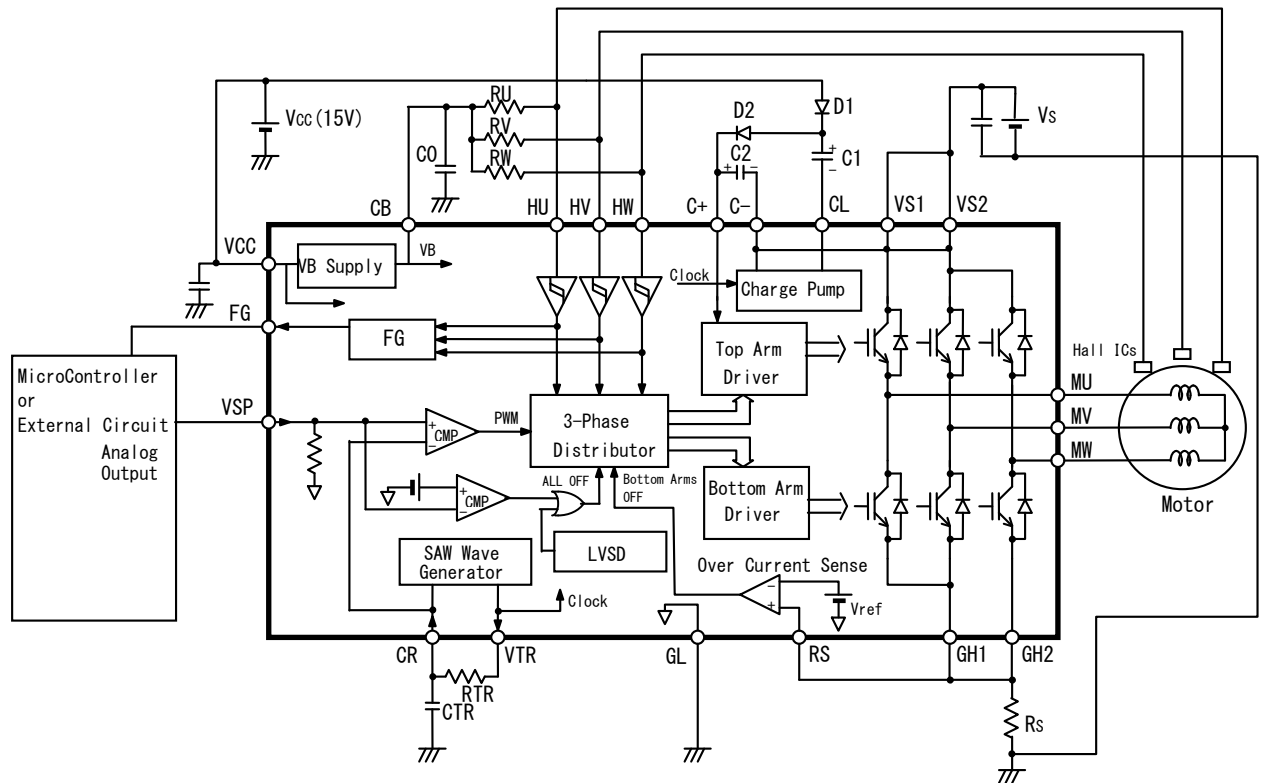 RU
RV
RW
C0
VCC (15V)
D2
D1
C2
+
-
+
-
C1
VS
CB
HU
HV
HW
C+
C-
CL
VS1
VS2
VCC
VB Supply
VB
Clock
Charge Pump
FG
FG
Top Arm
Driver
Hall ICs
MicroController
or
External Circuit
Analog
Output
VSP
+
-
CMP
PWM
3-Phase
Distributor
MU
MV
MW
Motor
+
-
CMP
ALL OFF
Bottom Arms
OFF
Bottom Arm
Driver
LVSD
SAW Wave
Generator
Clock
Over Current Sense
-
+
Vref
CR
VTR
GL
RS
GH1
GH2
RTR
CTR
RS